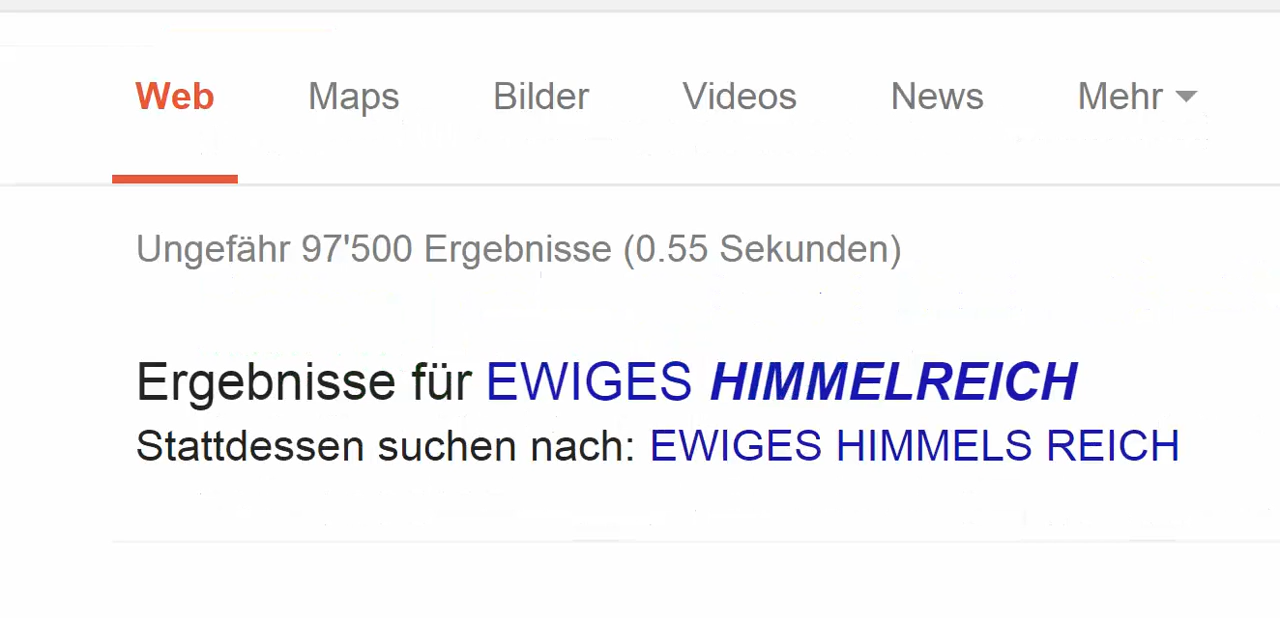 Web Maps Bilder Videos News Mehr
Ungefähr 97'500 Ergebnisse (0.55 Sekunden)
Ergebnisse für EWIGES HIMMELREICH
Stattdessen suchen nach: EWIGES HIMMELS REICH